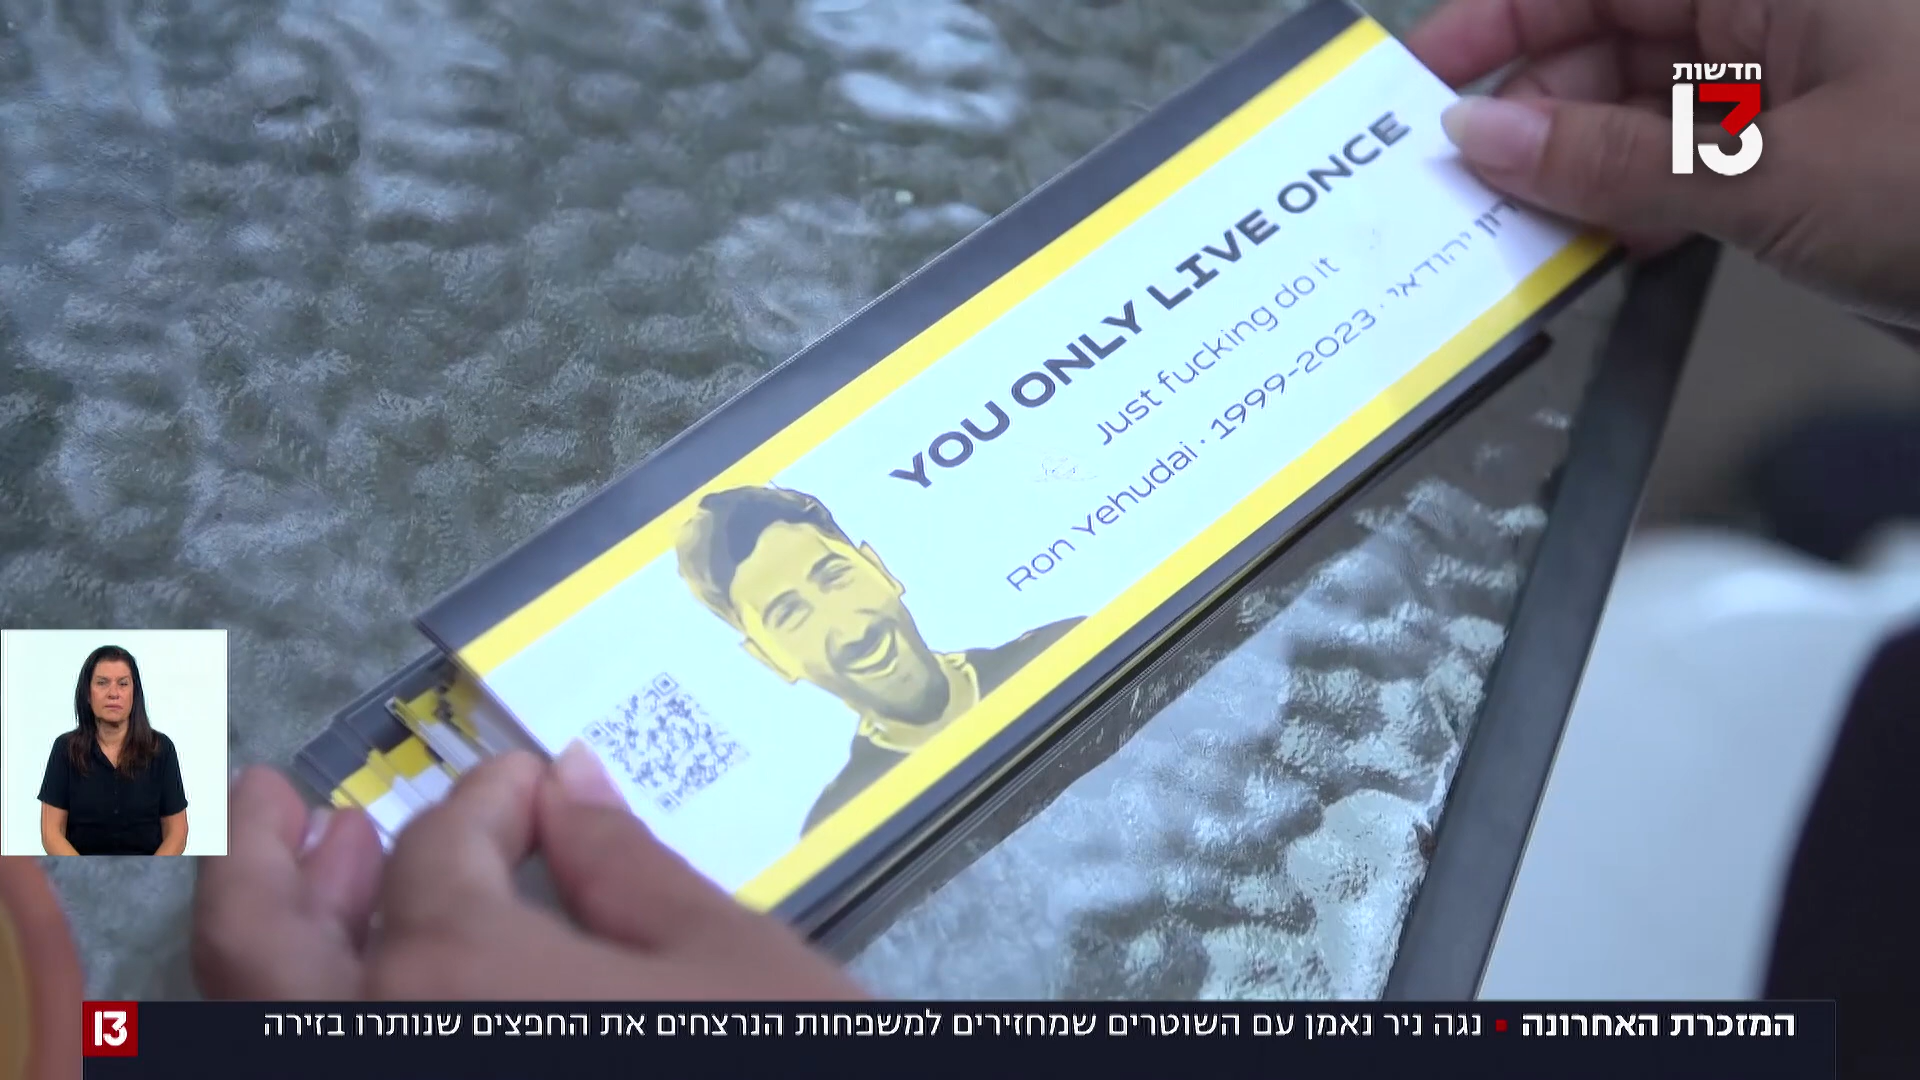 חדשות
13
YOU ONLY LIVE ONCE
Just fucking do it
Ron Yehudai · 1999-2023 · רון יהודאי
המזכרת האחרונה ▪ נגה ניר נאמן עם השוטרים שמחזירים למשפחות הנרצחים את החפצים שנותרו בזירה
13